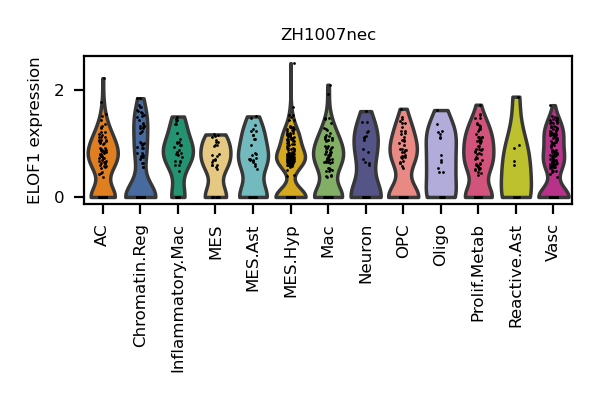 ZH1007nec
ELOF1 expression
2
0
AC
Chromatin.Reg
Inflammatory.Mac
MES
MES.Ast
MES.Hyp
Mac
Neuron
OPC
Oligo
Prolif.Metab
Reactive.Ast
Vasc